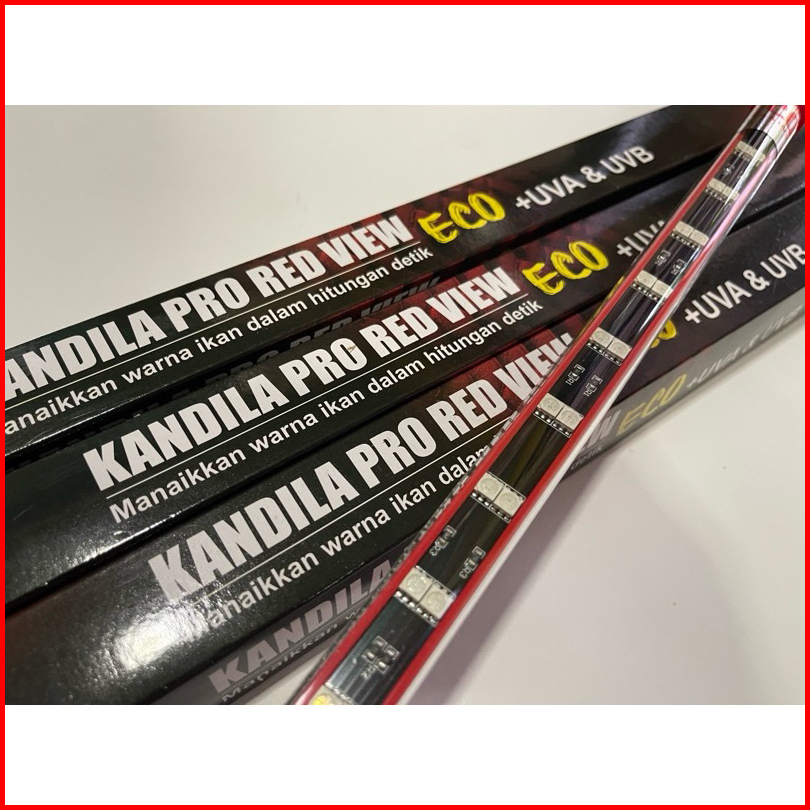 KANDILA PRO RED VIEW ECO +UVA & UVB
Manaikkan warna ikan dalam hitungan detik
KANDILA PRO RED VIEW ECO
Manaikkan warna ikan dalam hitungan detik
KANDILA PRO RED VIEW +UVA & UVB
Manaikkan warna ikan dalam
KANDILA ECO +UVA & UVB